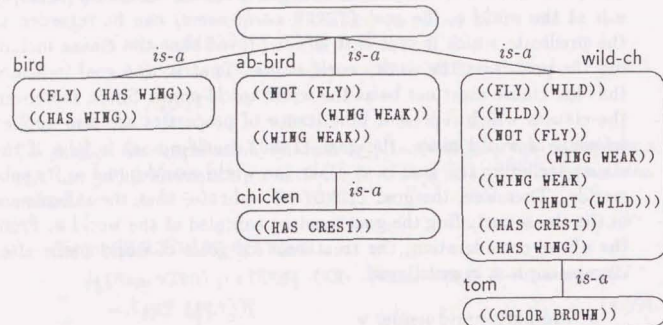 bird
is-a
ab-bird
is-a
is-a
wild-ch
((FLY) (HAS WING))
((HAS WING))
((NOT (FLY))
(WING WEAK))
((WING WEAK))
is-a
chicken
((HAS CREST))
((FLY) (WILD))
((WILD))
((NOT (FLY))
(WING WEAK))
((WING WEAK)
(THNOT (WILD)))
((HAS CREST))
((HAS WING))
is-a
tom
((COLOR BROWN))